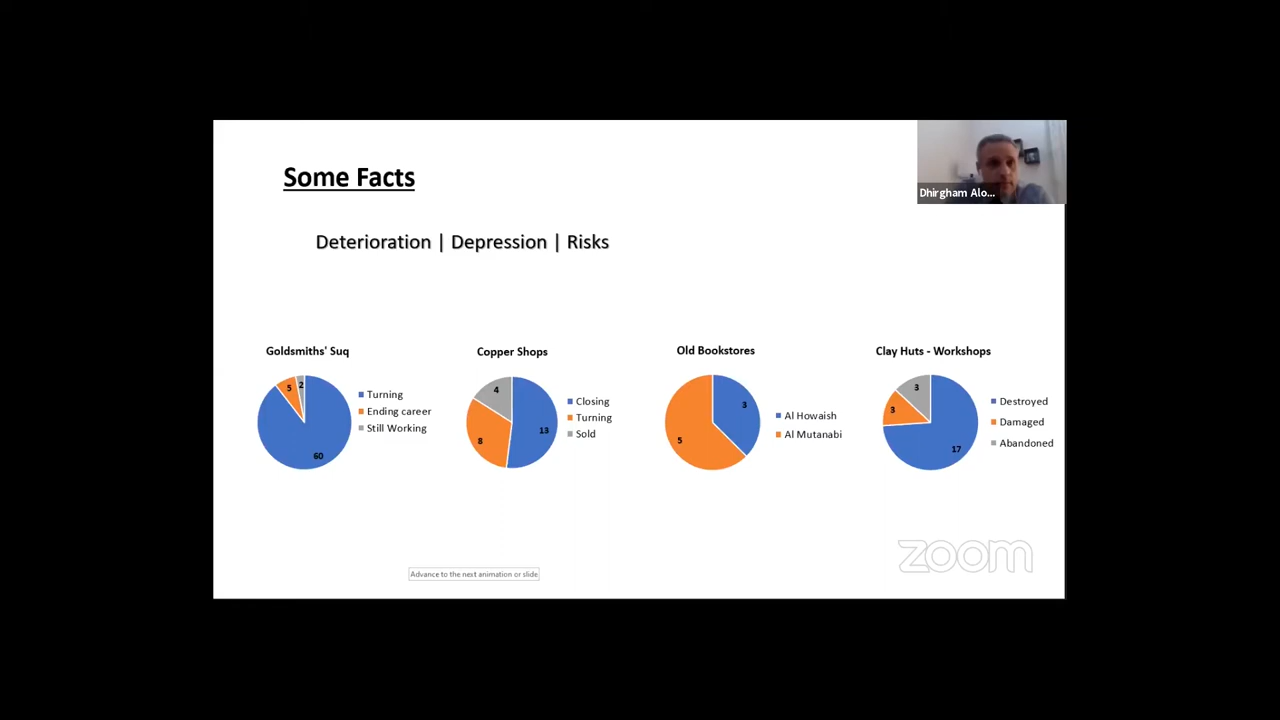 Some Facts
Dhirgham Alo...
Deterioration | Depression | Risks
Goldsmiths' Suq
5
2
60
Turning
Ending career
Still Working
Copper Shops
4
13
8
Closing
Turning
Sold
Old Bookstores
3
5
Al Howaish
Al Mutanabi
Clay Huts - Workshops
3
3
17
Destroyed
Damaged
Abandoned
zoom
Advance to the next animation or slide